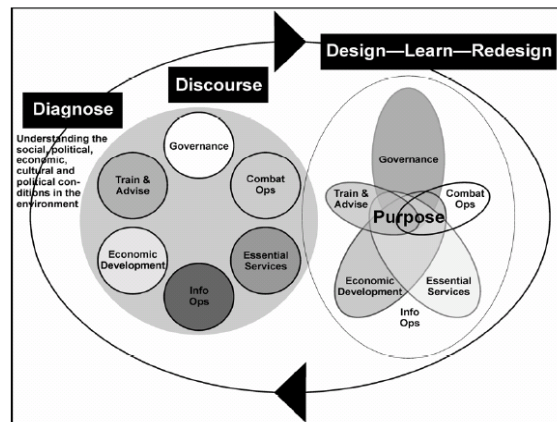 Design—Learn—Redesign
Discourse
Diagnose
Understanding the
social, political,
economic,
cultural and
political con-
ditions in the
environment
Governance
Train &
Advise
Combat
Ops
Economic
Development
Essential
Services
Info
Ops
Governance
Train &
Advise
Combat
Ops
Purpose
Economic
Development
Essential
Services
Info
Ops